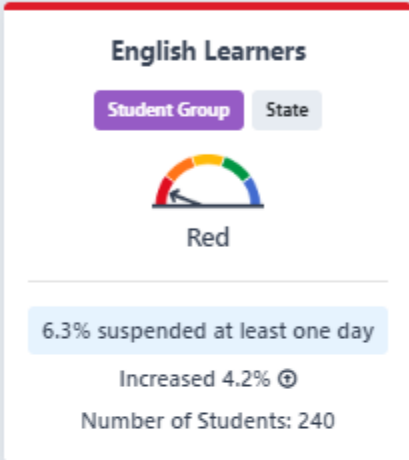 English Learners
Student Group State
Red
6.3% suspended at least one day
Increased 4.2%
Number of Students: 240